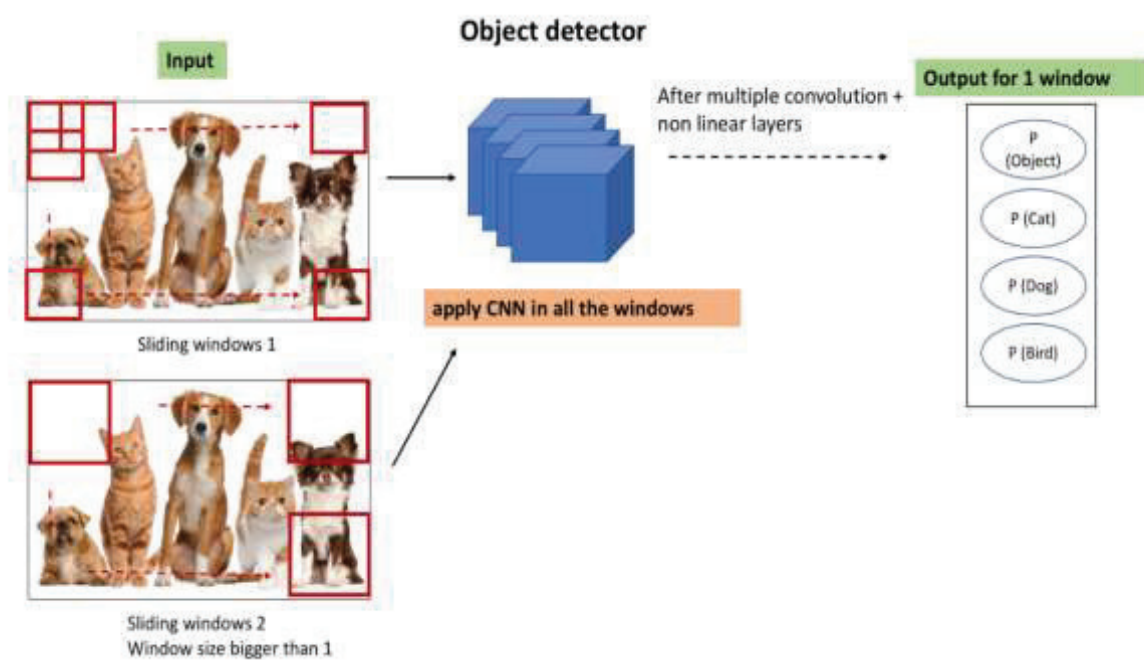 Object detector
Input
Output for 1 window
After multiple convolution +
non linear layers
P
(Object)
P (Cat)
P (Dog)
P (Bird)
apply CNN in all the windows
Sliding windows 1
Sliding windows 2
Window size bigger than 1